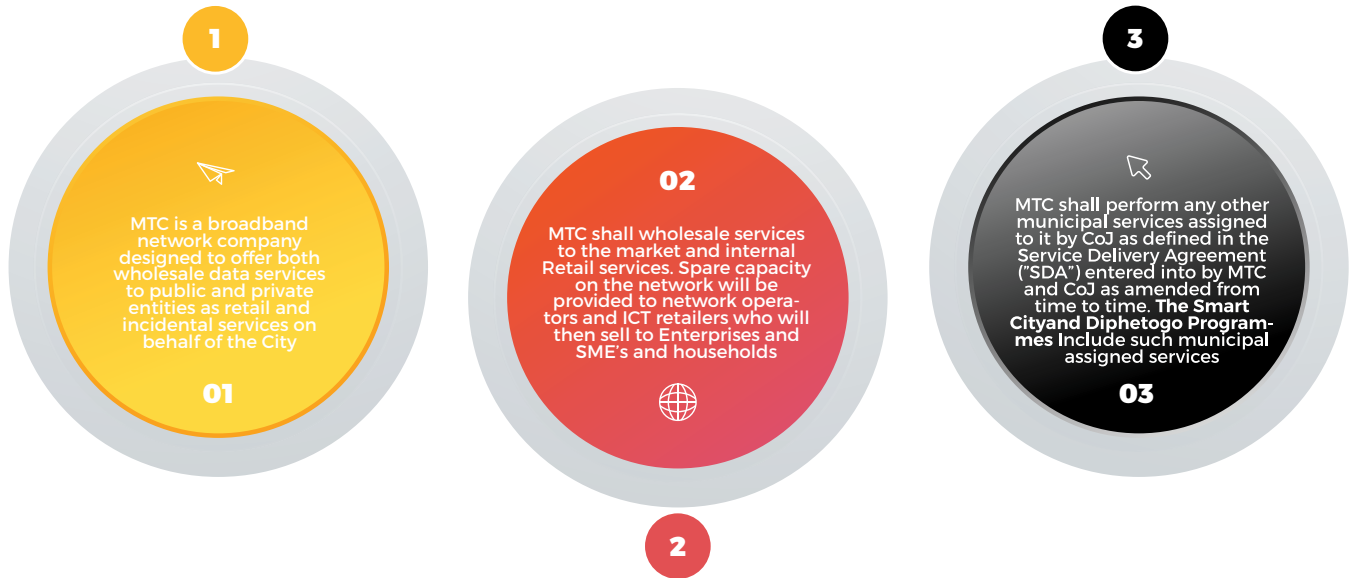 1
MTC is a broadband
network company
designed to offer both
wholesale data services
to public and private
entities as retail and
incidental services on
behalf of the City
01
02
MTC shall wholesale services
to the market and internal
Retail services. Spare capacity
on the network will be
provided to network opera-
tors and ICT retailers who will
then sell to Enterprises and
SME's and households
2
3
MTC shall perform any other
municipal services assigned
to it by CoJ as defined in the
Service Delivery Agreement
("SDA") entered into by MTC
and CoJ as amended from
time to time. The Smart
Cityand Diphetogo Program-
mes Include such municipal
assigned services
03